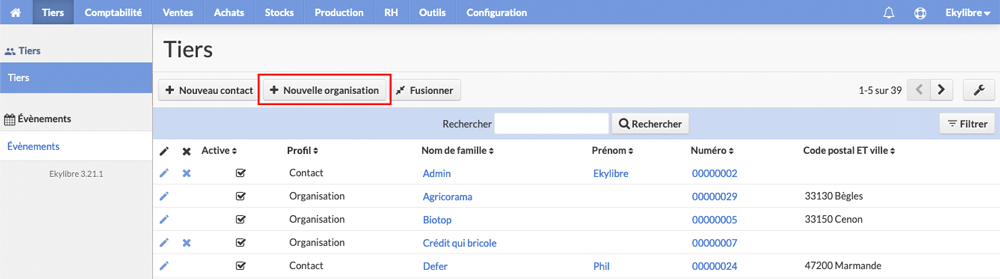 Tiers Comptabilité Ventes Achats Stocks Production RH Outils Configuration Ekylibre
Tiers
Tiers
Évènements
Évènements
Ekylibre 3.21.1
Tiers
Nouveau contact Nouvelle organisation Fusionner 1-5 sur 39
Rechercher Rechercher Filtrer
Active Profil Nom de famille Prénom Numéro Code postal ET ville
Contact Admin Ekylibre 00000002
Organisation Agricorama 00000029 33130 Bègles
Organisation Biotop 00000005 33150 Cenon
Organisation Crédit qui bricole 00000007
Contact Defer Phil 00000024 47200 Marmande